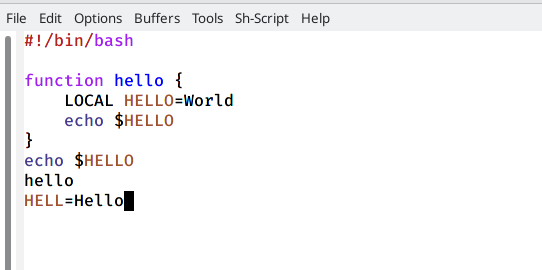 File Edit Options Buffers Tools Sh-Script Help
#!/bin/bash
function hello {
    LOCAL HELLO=World
    echo $HELLO
}
echo $HELLO
hello
HELL=Hello